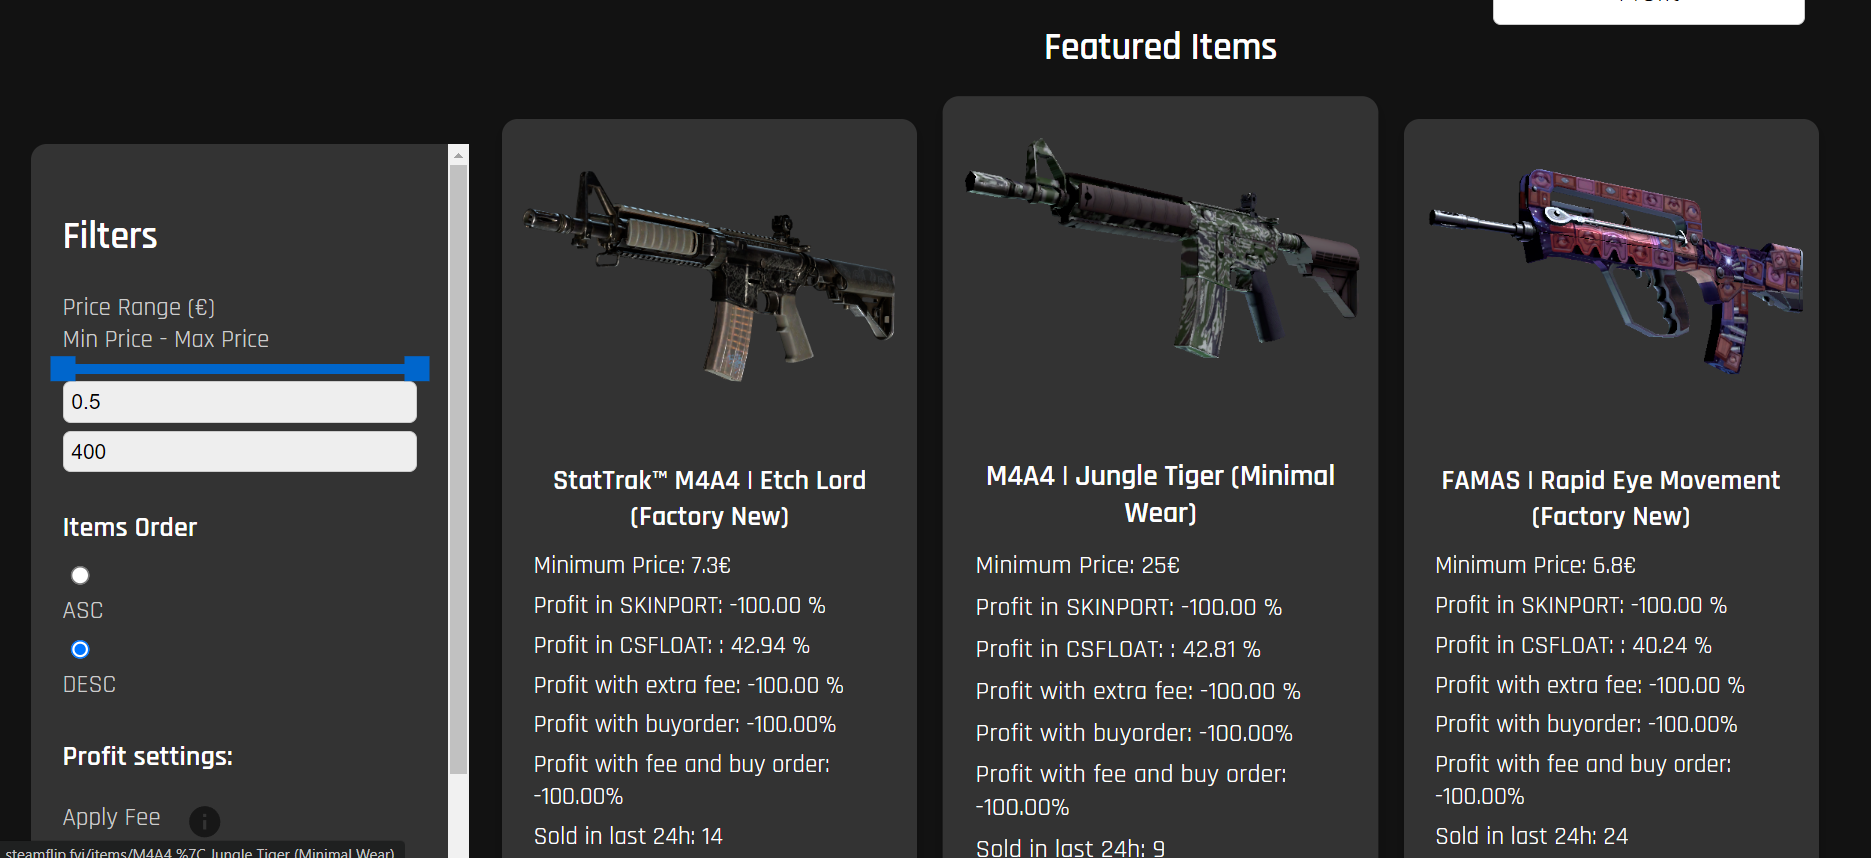 Featured Items
Filters
Price Range (€)
Min Price - Max Price
0.5
400
Items Order
ASC
DESC
Profit settings:
Apply Fee
i
StatTrak™ M4A4 | Etch Lord
(Factory New)
Minimum Price: 7.3€
Profit in SKINPORT: -100.00 %
Profit in CSFLOAT: : 42.94 %
Profit with extra fee: -100.00 %
Profit with buyorder: -100.00%
Profit with fee and buy order:
-100.00%
Sold in last 24h: 14
M4A4 | Jungle Tiger (Minimal
Wear)
Minimum Price: 25€
Profit in SKINPORT: -100.00 %
Profit in CSFLOAT: : 42.81 %
Profit with extra fee: -100.00 %
Profit with buyorder: -100.00%
Profit with fee and buy order:
-100.00%
Sold in last 24h: 9
FAMAS | Rapid Eye Movement
(Factory New)
Minimum Price: 6.8€
Profit in SKINPORT: -100.00 %
Profit in CSFLOAT: : 40.24 %
Profit with extra fee: -100.00 %
Profit with buyorder: -100.00%
Profit with fee and buy order:
-100.00%
Sold in last 24h: 24
steamflip.fyi/items/M4A4 %7C Jungle Tiger (Minimal Wear)